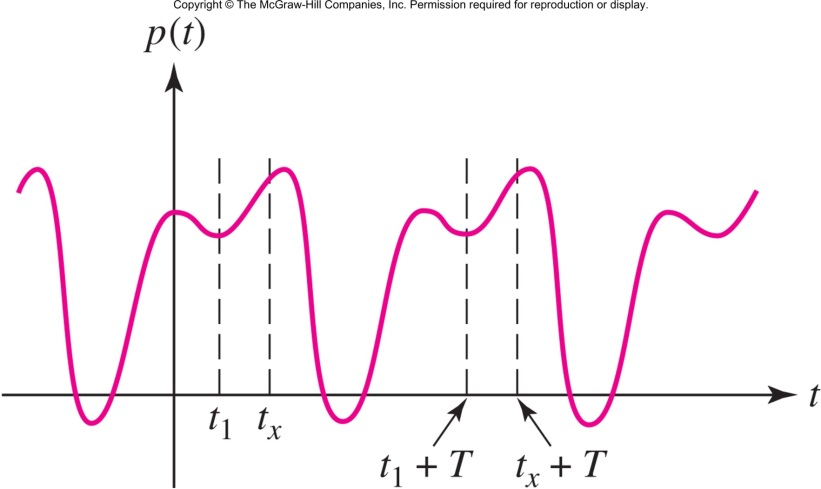 Copyright © The McGraw-Hill Companies, Inc. Permission required for reproduction or display.
p(t)
t
t₁ tₓ
t₁ + T tₓ + T